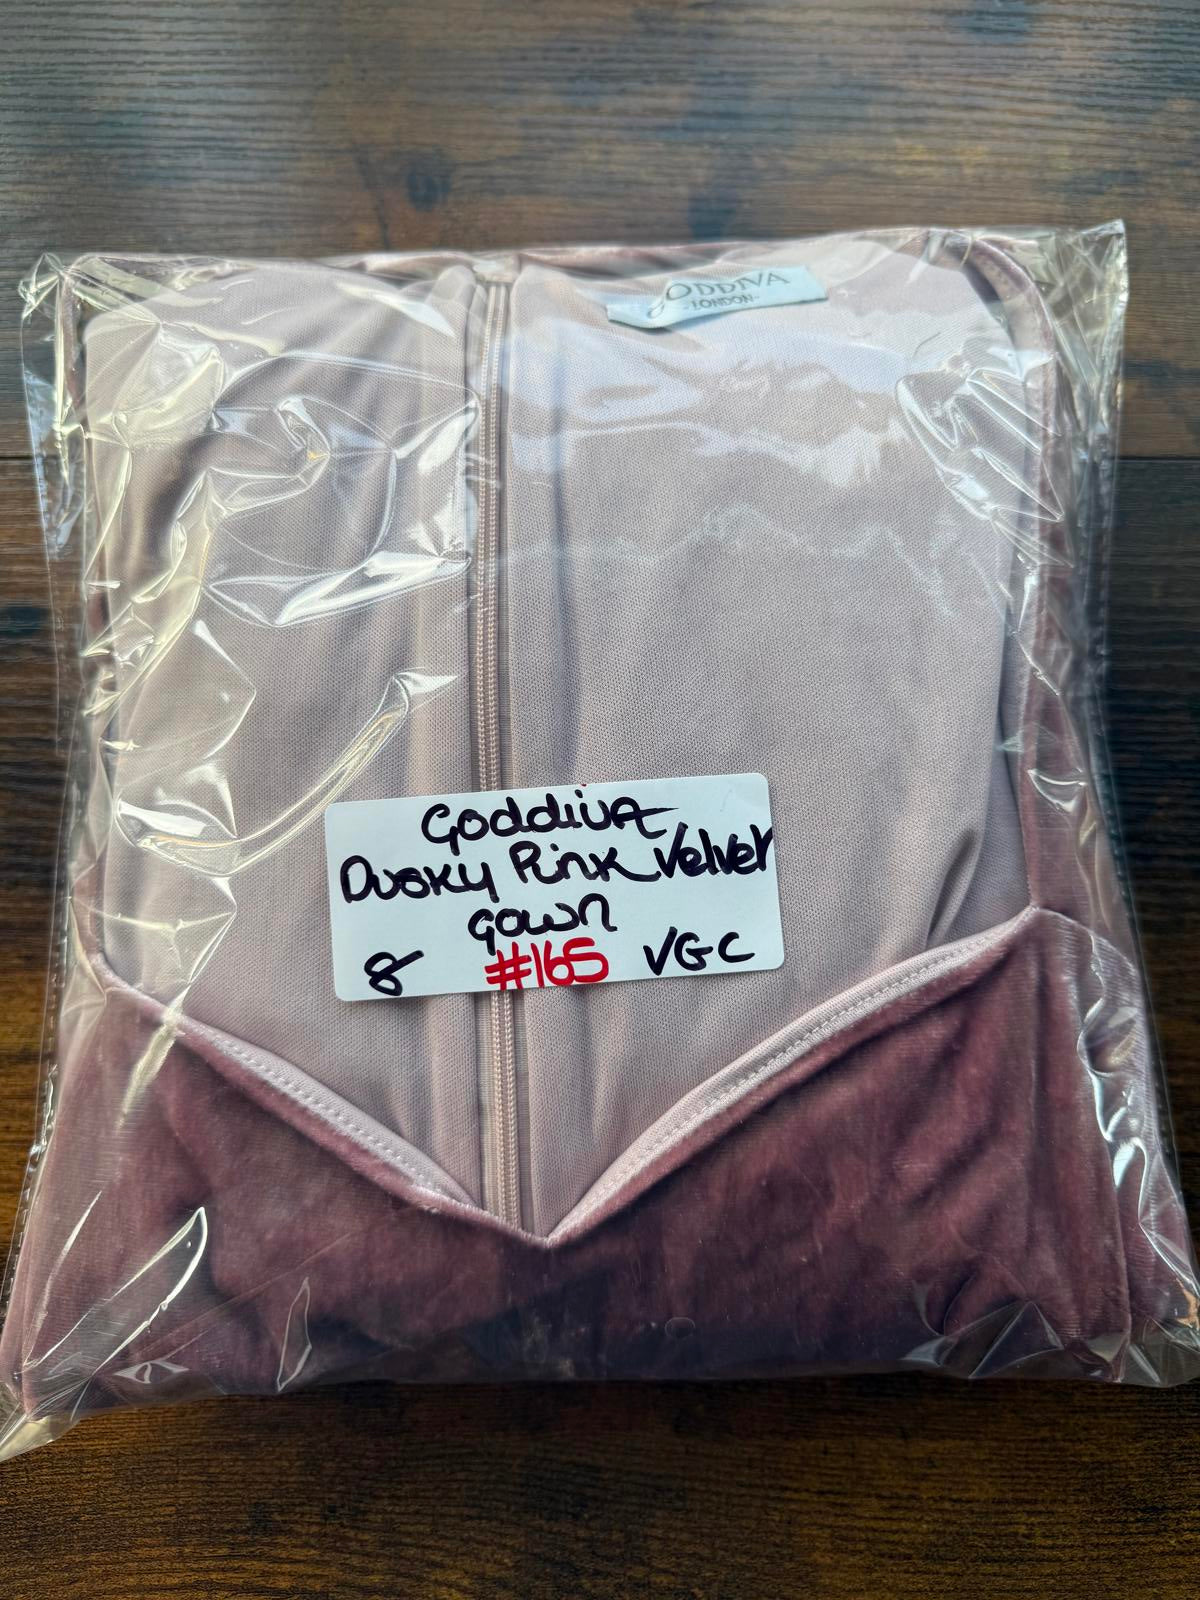 GODDIVA
-LONDON-
Goddiva
Dusky Pink Velvet
gown
8 #165 VGC